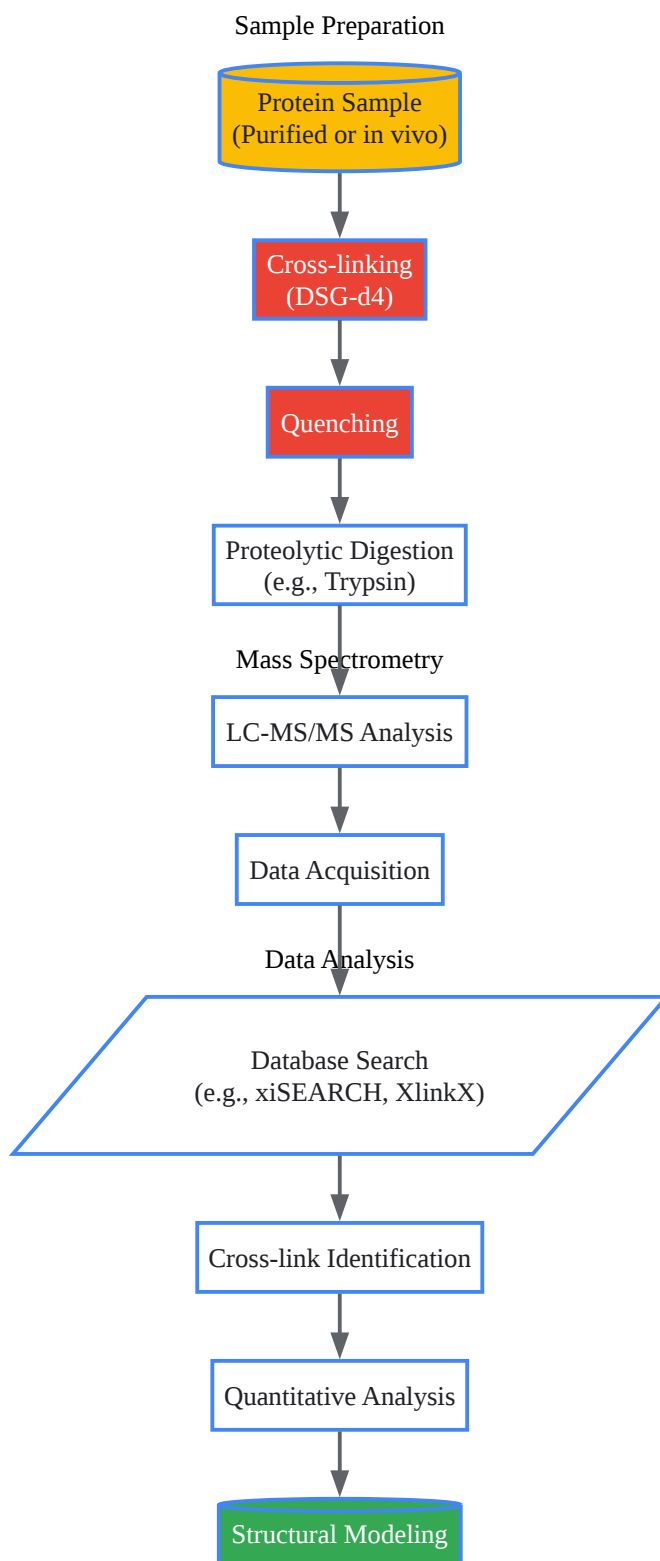 Sample Preparation
Protein Sample
(Purified or in vivo)
Cross-linking
(DSG-d4)
Quenching
Proteolytic Digestion
(e.g., Trypsin)
Mass Spectrometry
LC-MS/MS Analysis
Data Acquisition
Data Analysis
Database Search
(e.g., xiSEARCH, XlinkX)
Cross-link Identification
Quantitative Analysis
Structural Modeling